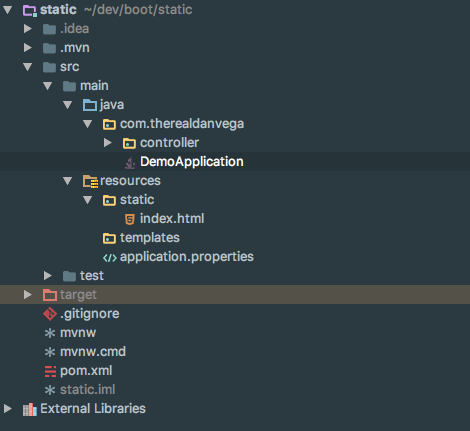 static ~/dev/boot/static
.idea
.mvn
src
main
java
com.therealdanvega
controller
DemoApplication
resources
static
index.html
templates
application.properties
test
target
.gitignore
mvnw
mvnw.cmd
pom.xml
static.iml
External Libraries